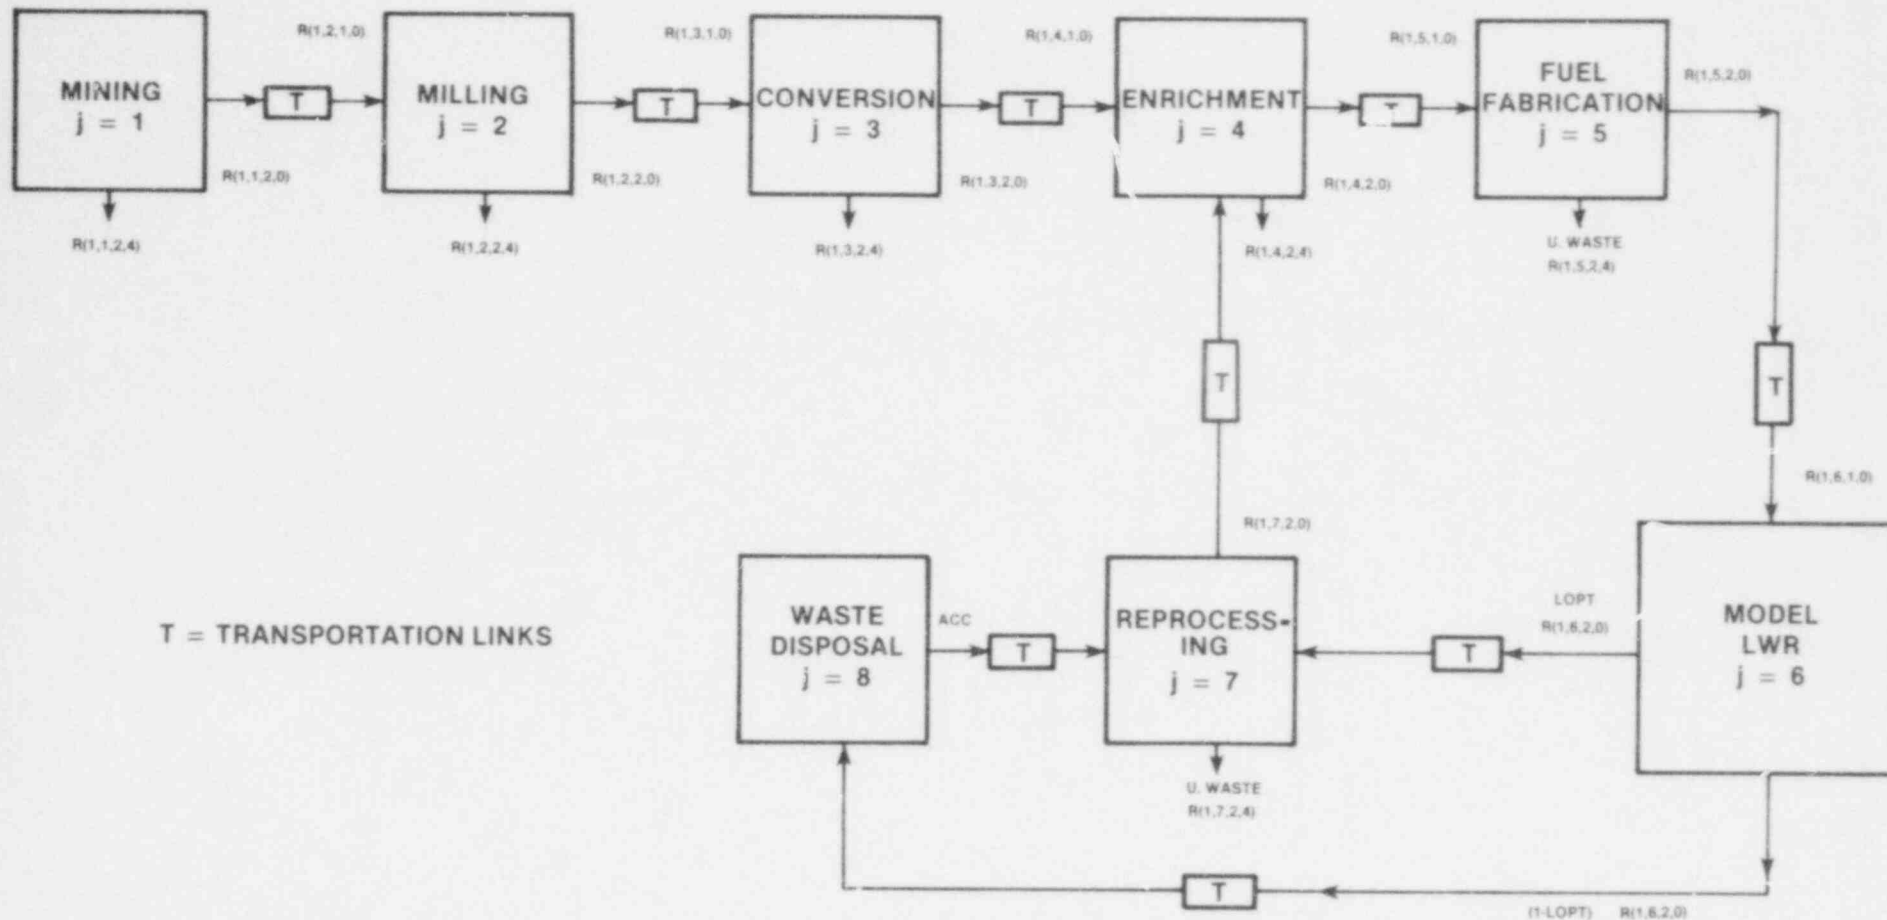 R(1,2,1,0)
R(1,3,1,0)
R(1,4,1,0)
R(1,5,1,0)
MINING
j = 1
T
MILLING
j = 2
T
CONVERSION
j = 3
T
ENRICHMENT
j = 4
T
FUEL
FABRICATION
j = 5
R(1,5,2,0)
R(1,1,2,0)
R(1,2,2,0)
R(1,3,2,0)
R(1,4,2,0)
R(1,1,2,4)
R(1,2,2,4)
R(1,3,2,4)
R(1,4,2,4)
U. WASTE
R(1,5,2,4)
T
T
R(1,6,1,0)
R(1,7,2,0)
T = TRANSPORTATION LINKS
WASTE
DISPOSAL
j = 8
ACC
T
REPROCESS-
ING
j = 7
T
LOPT
R(1,6,2,0)
MODEL
LWR
j = 6
U. WASTE
R(1,7,2,4)
T
(1-LOPT) R(1,6,2,0)